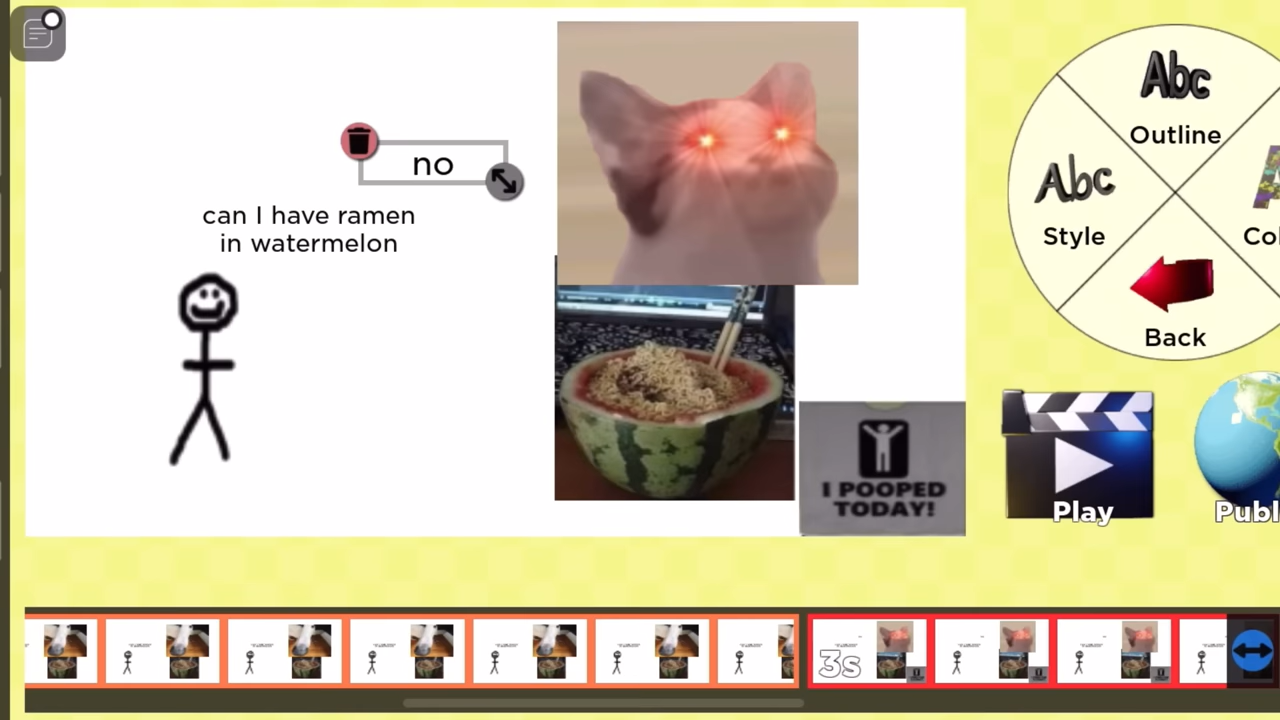 no
can I have ramen
in watermelon
I POOPED
TODAY!
Abc
Outline
Abc
Style
Back
Play
3s